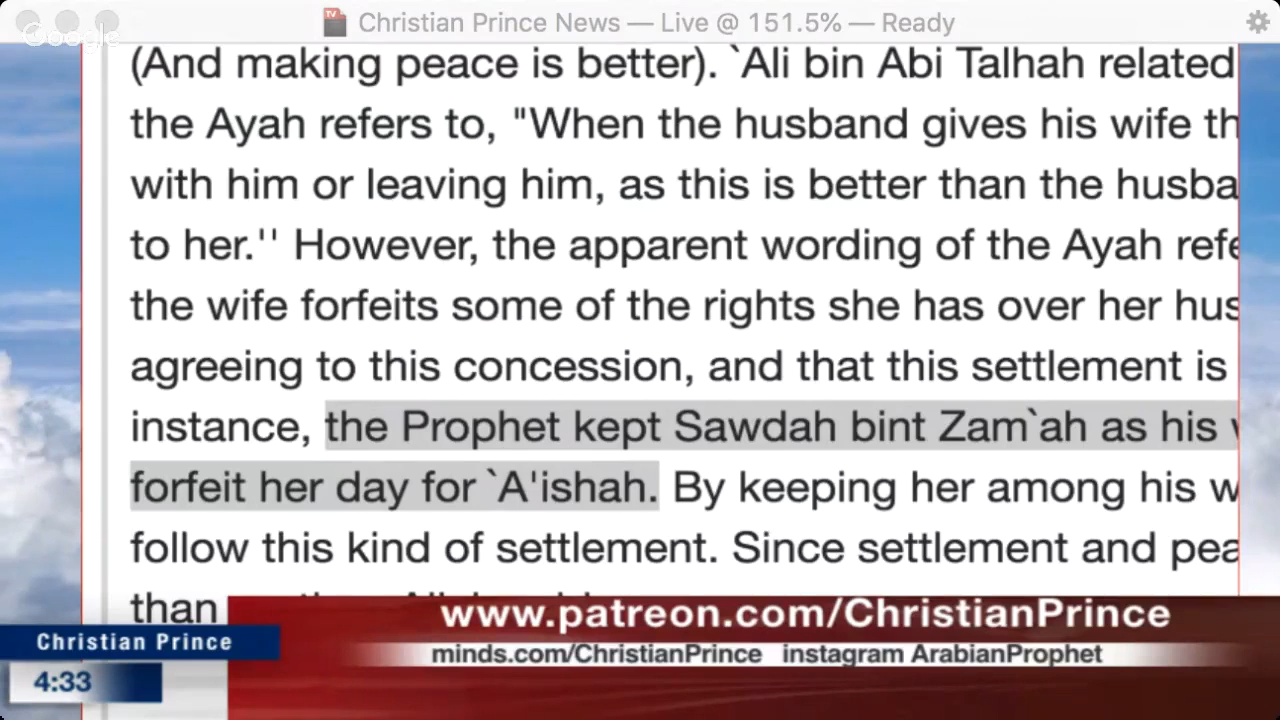 Christian Prince News — Live @ 151.5% — Ready
Google
(And making peace is better). `Ali bin Abi Talhah related
the Ayah refers to, "When the husband gives his wife th
with him or leaving him, as this is better than the husba
to her.'' However, the apparent wording of the Ayah refe
the wife forfeits some of the rights she has over her hus
agreeing to this concession, and that this settlement is
instance, the Prophet kept Sawdah bint Zam`ah as his
forfeit her day for `A'ishah. By keeping her among his w
follow this kind of settlement. Since settlement and pea
than
www.patreon.com/ChristianPrince
Christian Prince
minds.com/ChristianPrince instagram ArabianProphet
4:33